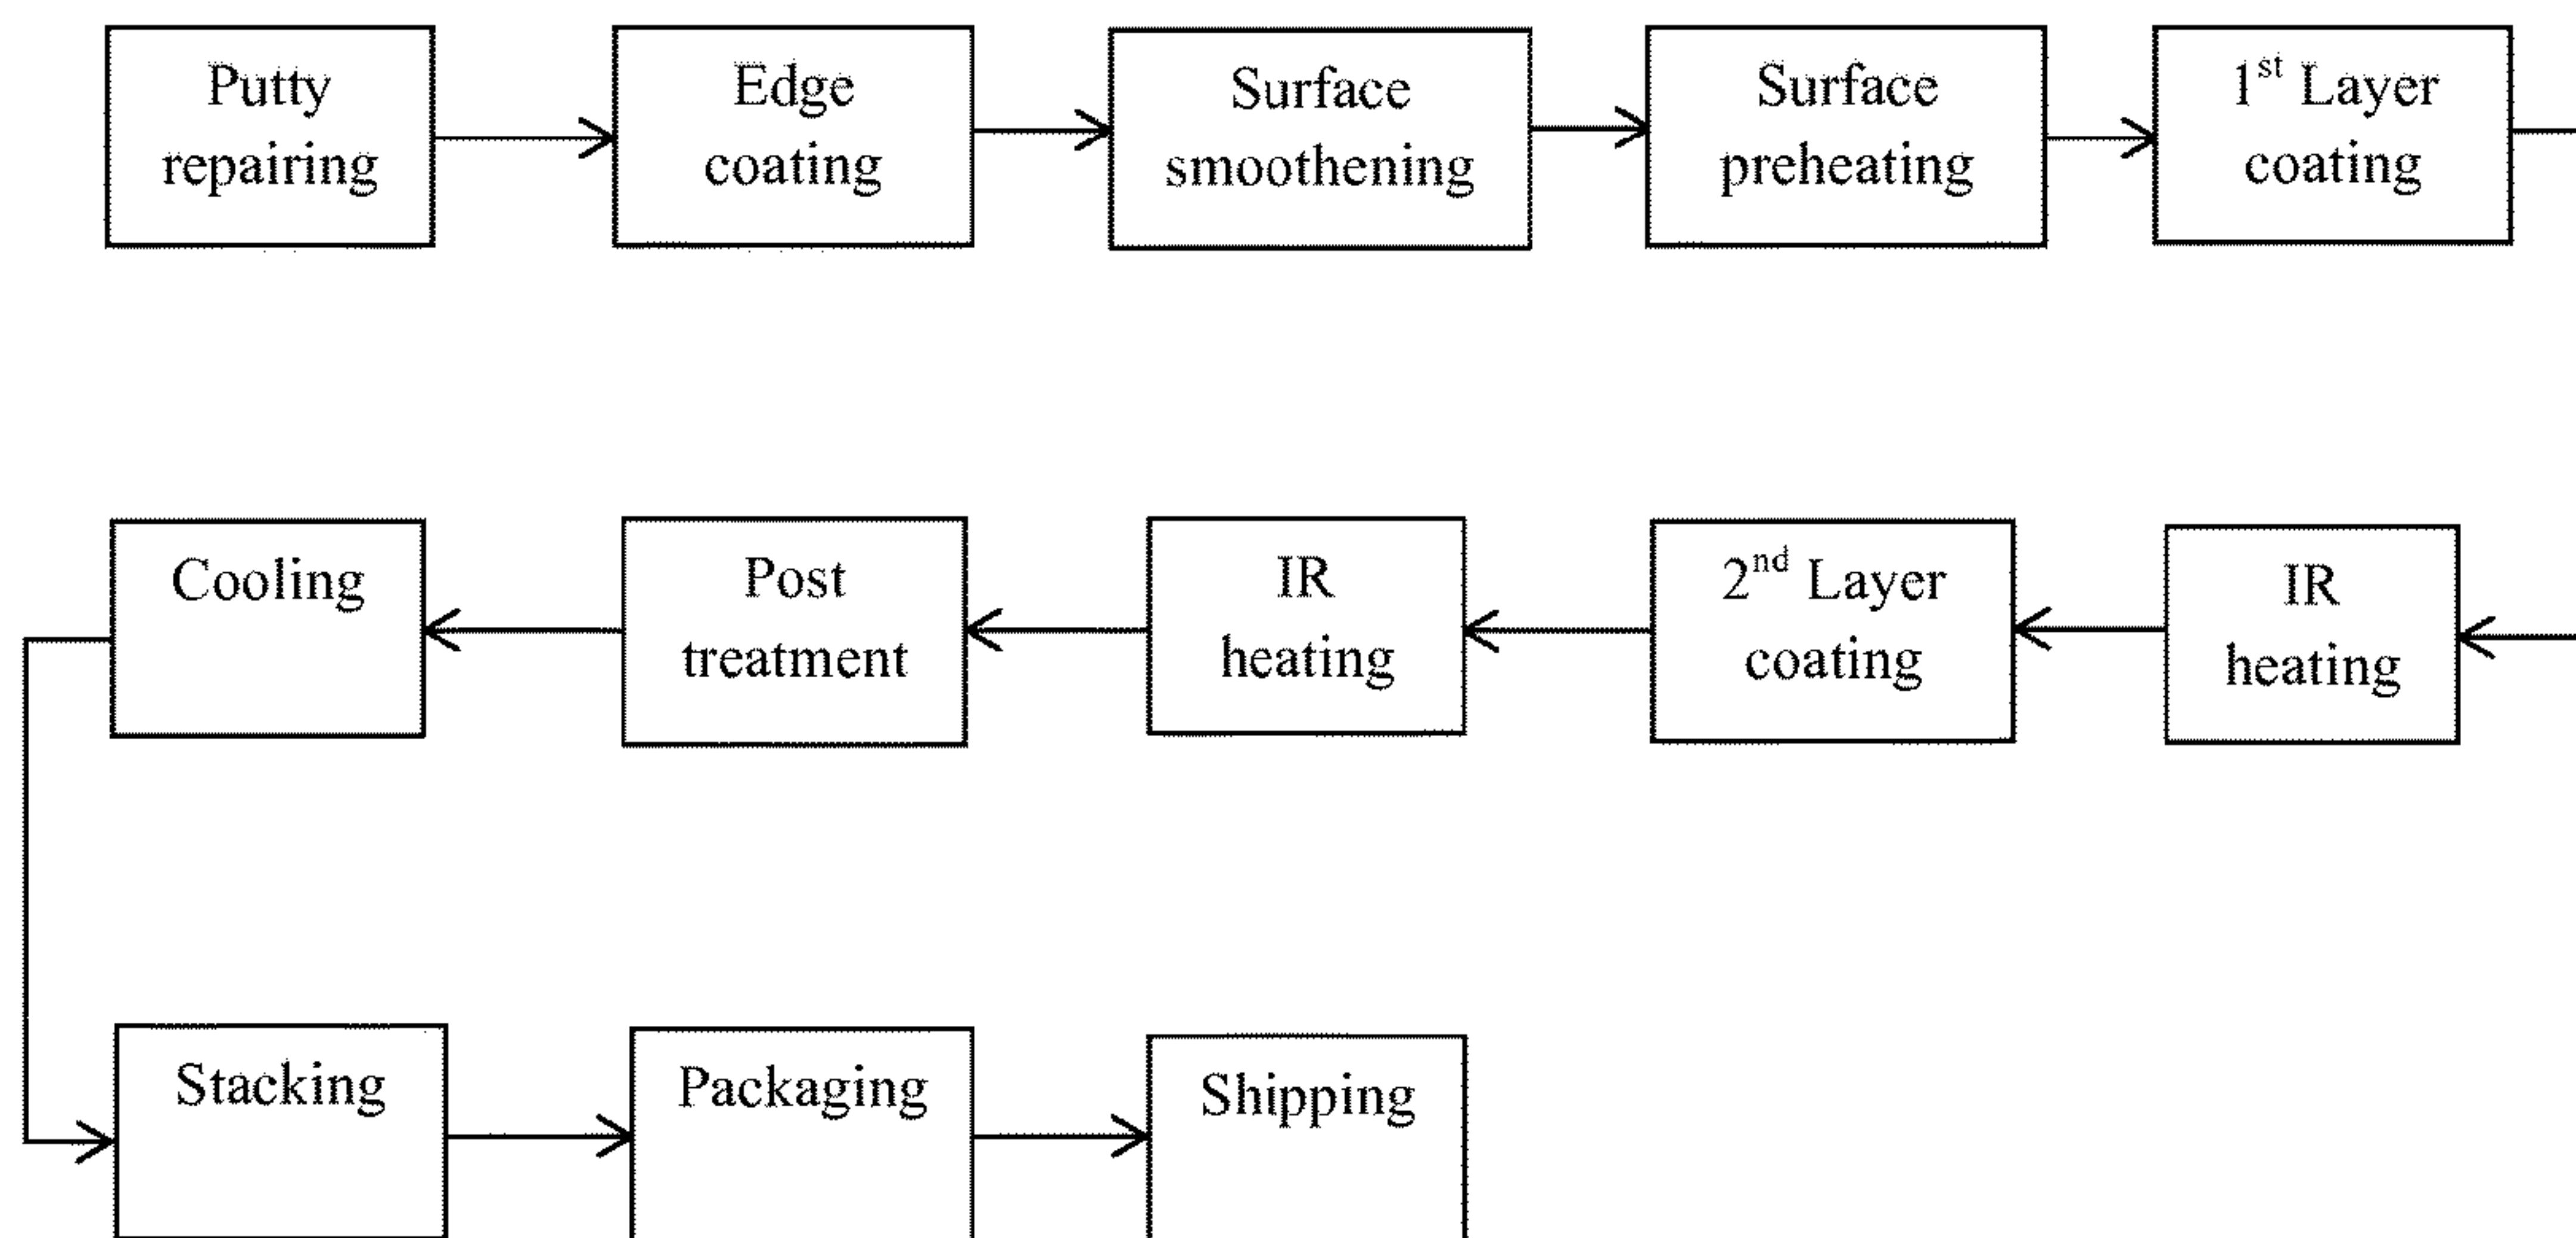 Putty
repairing
Edge
coating
Surface
smoothening
Surface
preheating
1st Layer
coating
Cooling
Post
treatment
IR
heating
2nd Layer
coating
IR
heating
Stacking
Packaging
Shipping